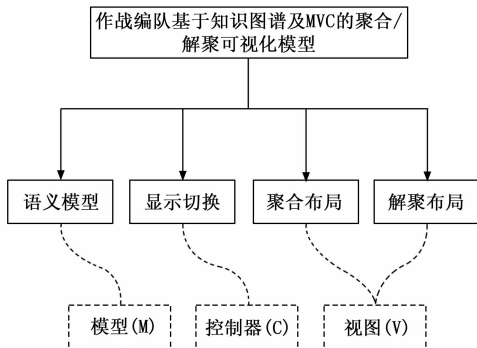 作战编队基于知识图谱及MVC的聚合/
解聚可视化模型
语义模型
显示切换
聚合布局
解聚布局
模型(M)
控制器(C)
视图(V)